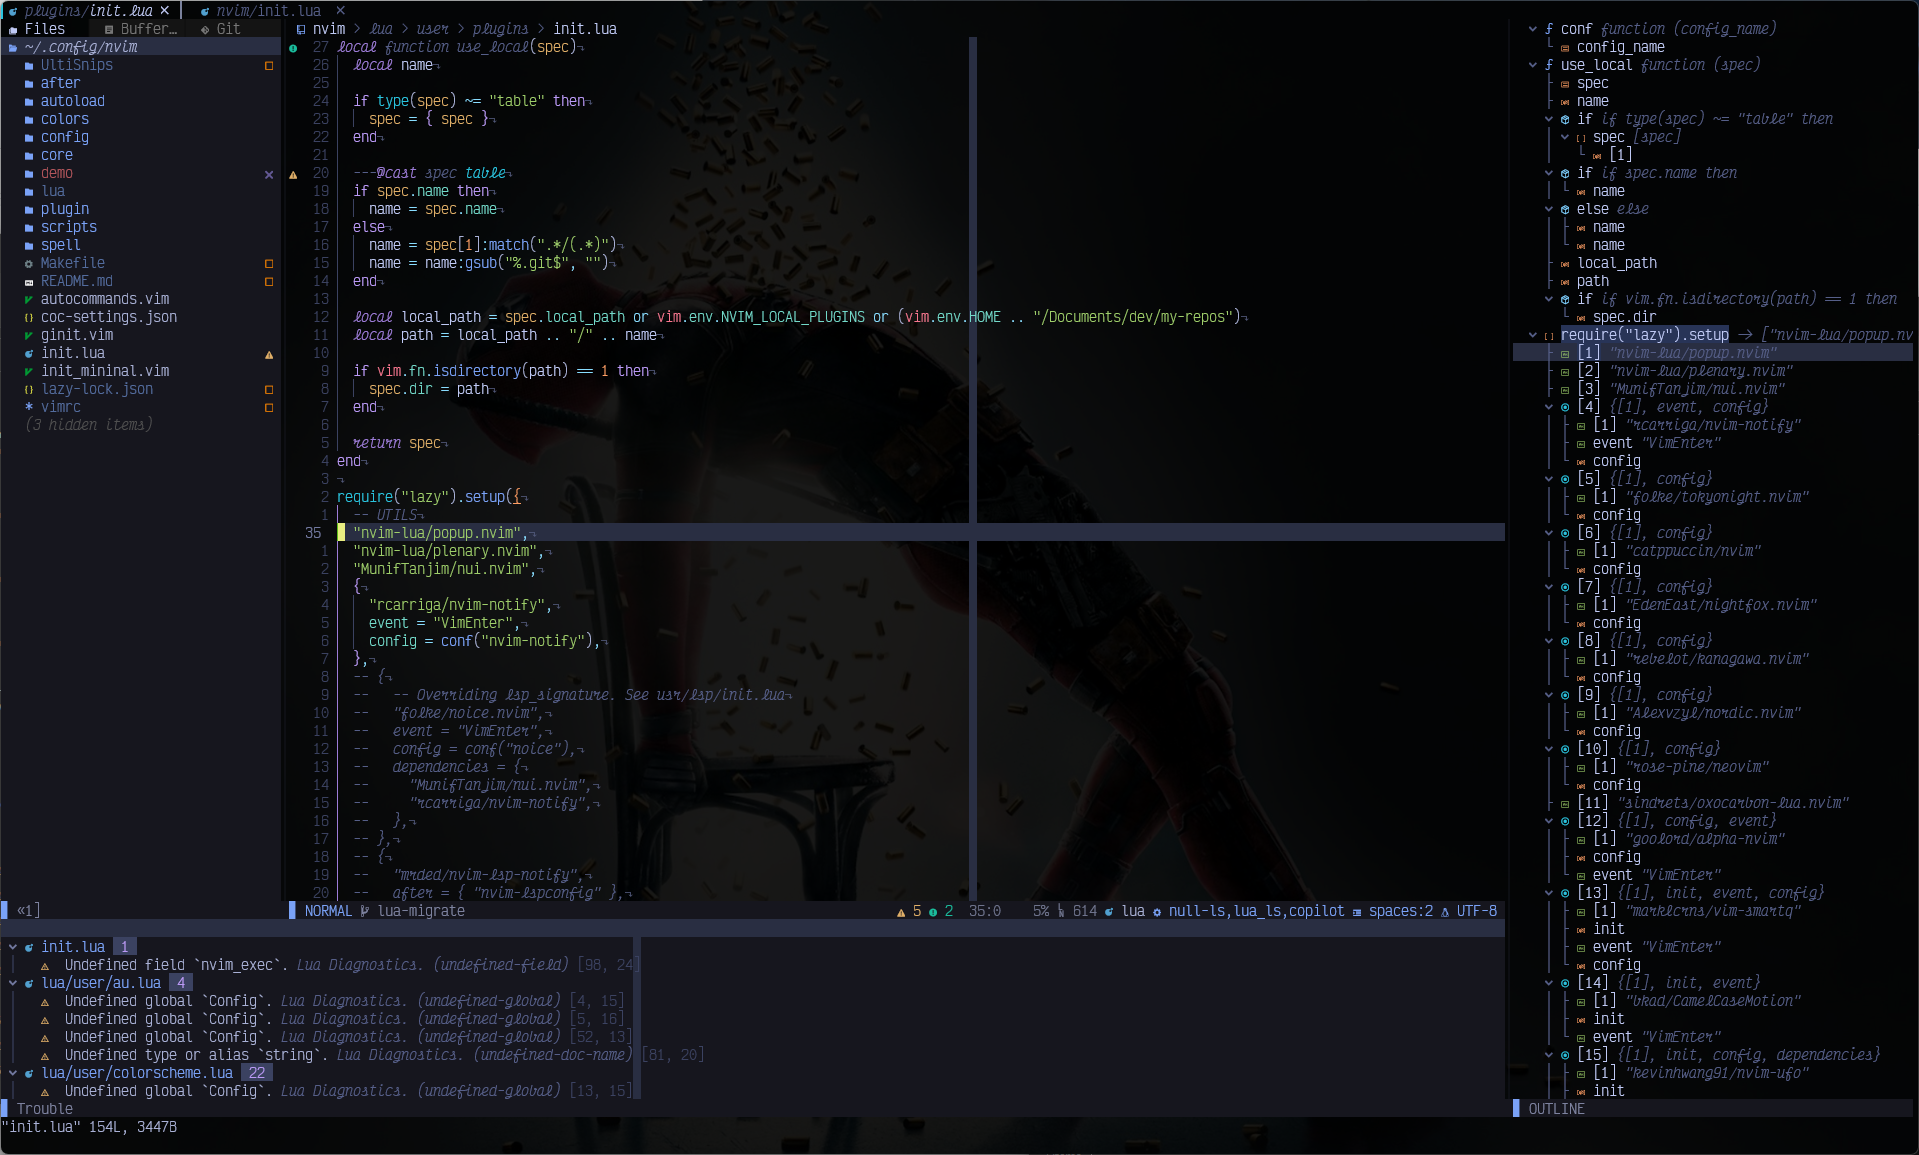 plugins/init.lua ✕ nvim/init.lua ✕
Files Buffer… Git
~/.config/nvim
UltiSnips
after
autoload
colors
config
core
demo
lua
plugin
scripts
spell
Makefile
README.md
autocommands.vim
coc-settings.json
ginit.vim
init.lua
init_mininal.vim
lazy-lock.json
vimrc
(3 hidden items)
«1]
nvim > lua > user > plugins > init.lua
27 local function use_local(spec)¬
26 local name¬
25
24 if type(spec) ~= "table" then¬
23 spec = { spec }¬
22 end¬
21
20 ---@cast spec table¬
19 if spec.name then¬
18 name = spec.name¬
17 else¬
16 name = spec[1]:match(".*/(.*)")¬
15 name = name:gsub("%.git$", "")¬
14 end¬
13
12 local local_path = spec.local_path or vim.env.NVIM_LOCAL_PLUGINS or (vim.env.HOME .. "/Documents/dev/my-repos")¬
11 local path = local_path .. "/" .. name¬
10
9 if vim.fn.isdirectory(path) == 1 then¬
8 spec.dir = path¬
7 end¬
6
5 return spec¬
4 end¬
3 ¬
2 require("lazy").setup({¬
1 -- UTILS¬
35 "nvim-lua/popup.nvim",¬
1 "nvim-lua/plenary.nvim",¬
2 "MunifTanjim/nui.nvim",¬
3 {¬
4 "rcarriga/nvim-notify",¬
5 event = "VimEnter",¬
6 config = conf("nvim-notify"),¬
7 },¬
8 -- {¬
9 -- -- Overriding lsp_signature. See usr/lsp/init.lua¬
10 -- "folke/noice.nvim",¬
11 -- event = "VimEnter",¬
12 -- config = conf("noice"),¬
13 -- dependencies = {¬
14 -- "MunifTanjim/nui.nvim",¬
15 -- "rcarriga/nvim-notify",¬
16 -- },¬
17 -- },¬
18 -- {¬
19 -- "mrded/nvim-lsp-notify",¬
20 -- after = { "nvim-lspconfig" },¬
NORMAL lua-migrate 5 2 35:0 5% 614 lua null-ls,lua_ls,copilot spaces:2 UTF-8
init.lua 1
Undefined field `nvim_exec`. Lua Diagnostics. (undefined-field) [98, 24]
lua/user/au.lua 4
Undefined global `Config`. Lua Diagnostics. (undefined-global) [4, 15]
Undefined global `Config`. Lua Diagnostics. (undefined-global) [5, 16]
Undefined global `Config`. Lua Diagnostics. (undefined-global) [52, 13]
Undefined type or alias `string`. Lua Diagnostics. (undefined-doc-name) [81, 20]
lua/user/colorscheme.lua 22
Undefined global `Config`. Lua Diagnostics. (undefined-global) [13, 15]
Trouble
"init.lua" 154L, 3447B
conf function (config_name)
config_name
use_local function (spec)
spec
name
if if type(spec) ~= "table" then
spec [spec]
[1]
if if spec.name then
name
else else
name
name
local_path
path
if if vim.fn.isdirectory(path) == 1 then
spec.dir
require("lazy").setup -> ["nvim-lua/popup.nv
[1] "nvim-lua/popup.nvim"
[2] "nvim-lua/plenary.nvim"
[3] "MunifTanjim/nui.nvim"
[4] {[1], event, config}
[1] "rcarriga/nvim-notify"
event "VimEnter"
config
[5] {[1], config}
[1] "folke/tokyonight.nvim"
config
[6] {[1], config}
[1] "catppuccin/nvim"
config
[7] {[1], config}
[1] "EdenEast/nightfox.nvim"
config
[8] {[1], config}
[1] "rebelot/kanagawa.nvim"
config
[9] {[1], config}
[1] "Alexvzyl/nordic.nvim"
config
[10] {[1], config}
[1] "rose-pine/neovim"
config
[11] "sindrets/oxocarbon-lua.nvim"
[12] {[1], config, event}
[1] "goolord/alpha-nvim"
config
event "VimEnter"
[13] {[1], init, event, config}
[1] "marklcrns/vim-smartq"
init
event "VimEnter"
config
[14] {[1], init, event}
[1] "bkad/CamelCaseMotion"
init
event "VimEnter"
[15] {[1], init, config, dependencies}
[1] "kevinhwang91/nvim-ufo"
init
OUTLINE